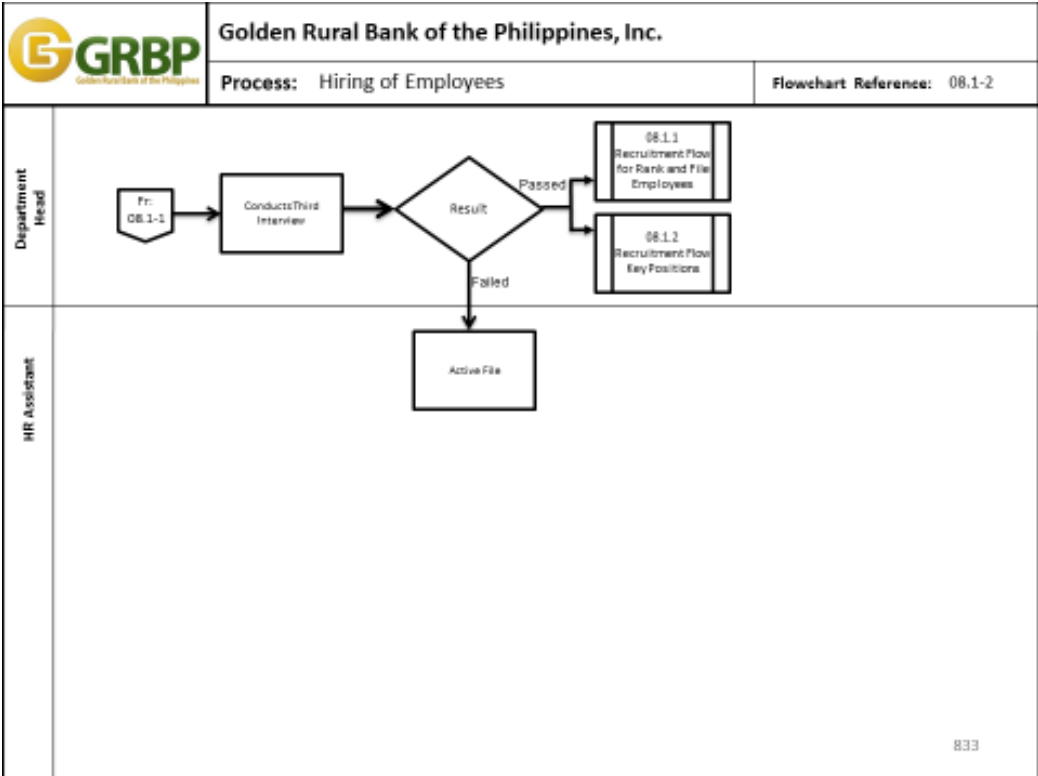 GRBP
Golden Rural Bank of the Philippines
Golden Rural Bank of the Philippines, Inc.
Process: Hiring of Employees
Flowchart Reference: 08.1-2
Department
Head
Fr:
08.1-1
ConductsThird
Interview
Result
Passed
08.1.1
Recruitment Flow
for Rank and File
Employees
08.1.2
Recruitment Flow
Key Positions
Failed
HR Assistant
Active File
833